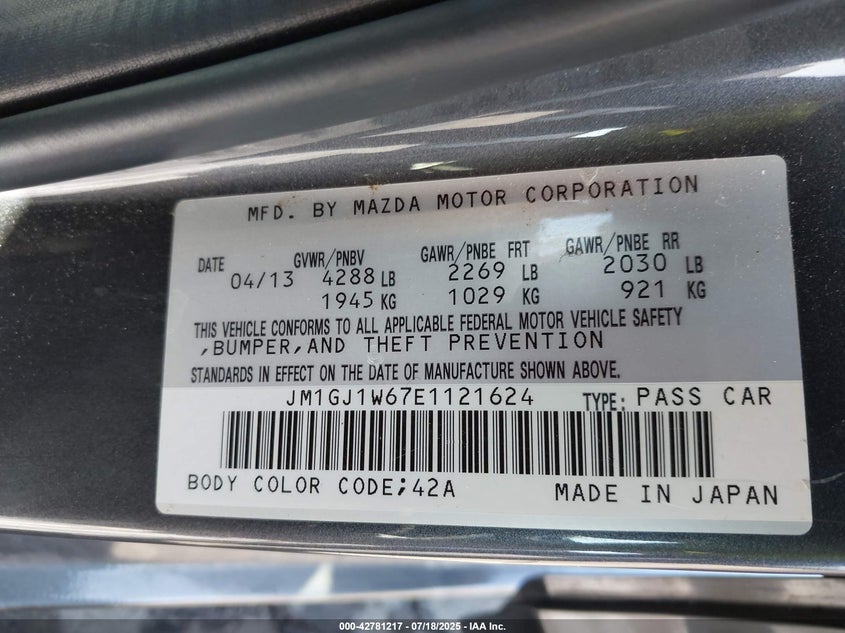 MFD. BY MAZDA MOTOR CORPORATION
DATE GVWR/PNBV GAWR/PNBE FRT GAWR/PNBE RR
04/13 4288 LB 2269 LB 2030 LB
1945 KG 1029 KG 921 KG
THIS VEHICLE CONFORMS TO ALL APPLICABLE FEDERAL MOTOR VEHICLE SAFETY
,BUMPER,AND THEFT PREVENTION
STANDARDS IN EFFECT ON THE DATE OF MANUFACTURE SHOWN ABOVE.
JM1GJ1W67E1121624 TYPE: PASS CAR
BODY COLOR CODE;42A MADE IN JAPAN
000-42781217 - 07/18/2025 - IAA Inc.